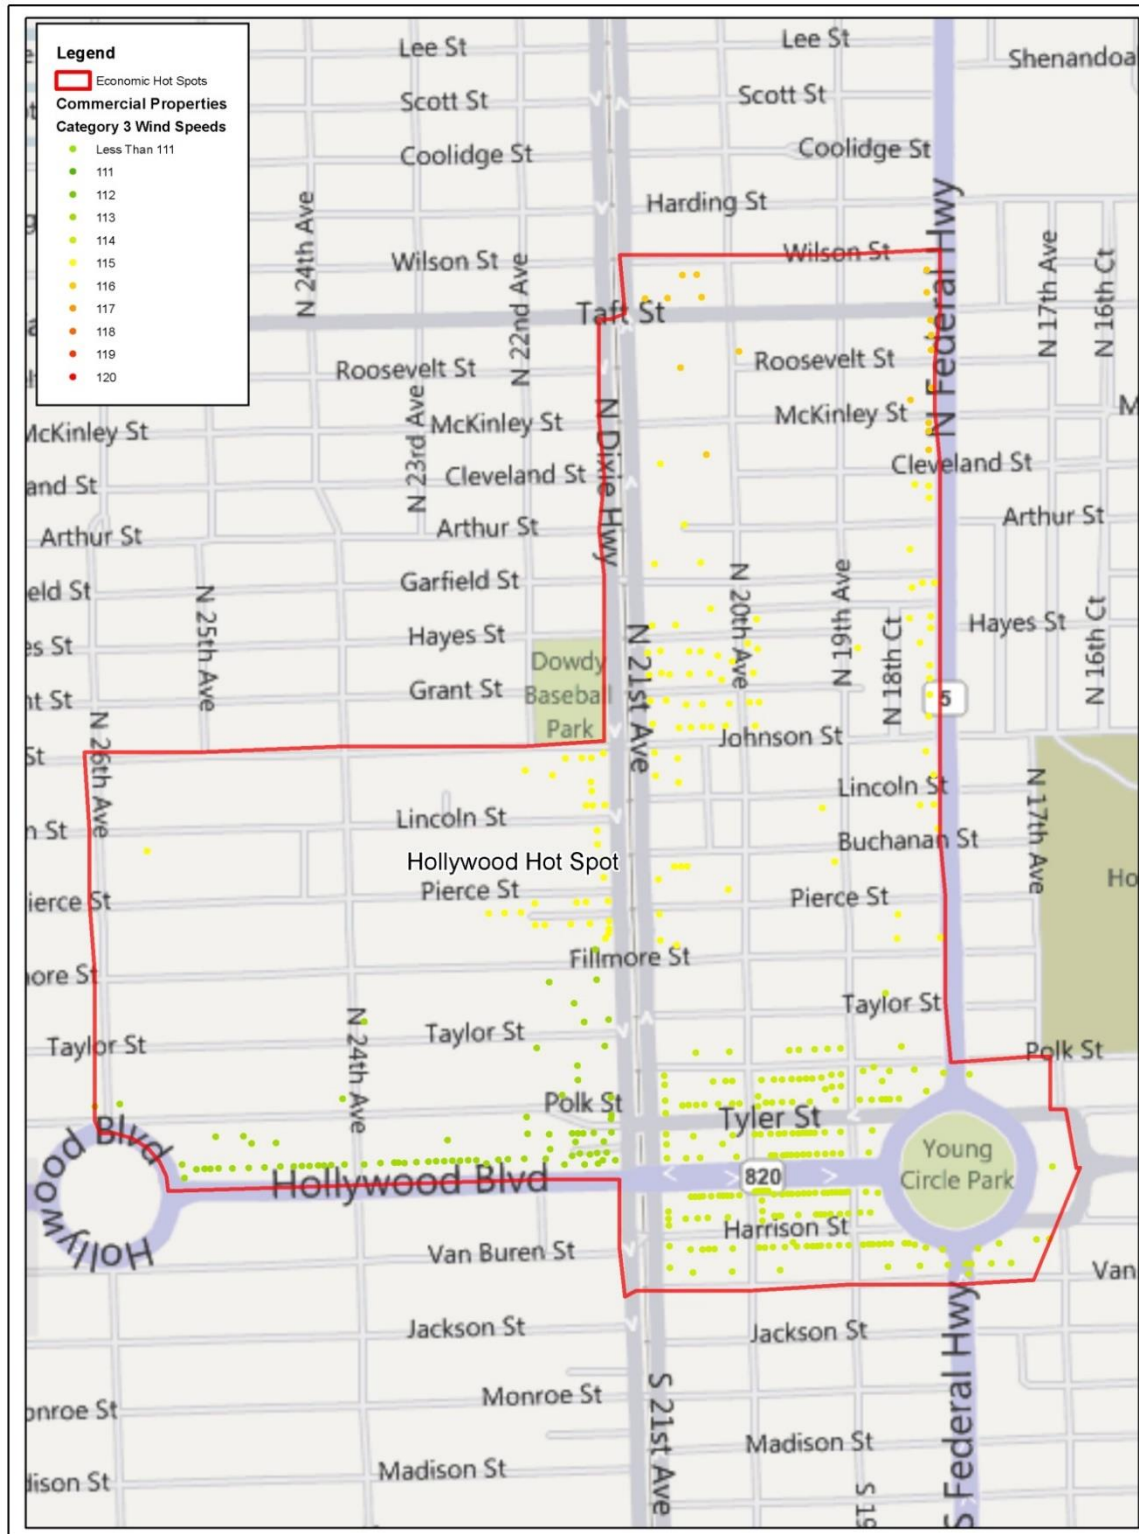 Legend
Economic Hot Spots
Commercial Properties
Category 3 Wind Speeds
Less Than 111
111
112
113
114
115
116
117
118
119
120
Lee St
Lee St
Shenandoa
Scott St
Scott St
Coolidge St
Coolidge St
Harding St
N 24th Ave
Wilson St
N 22nd Ave
Wilson St
N Federal Hwy
N 17th Ave
N 16th Ct
Taft St
Roosevelt St
Roosevelt St
McKinley St
N 23rd Ave
McKinley St
N Dixie Hwy
McKinley St
M
and St
Cleveland St
Cleveland St
Arthur St
Arthur St
Arthur St
eld St
N 25th Ave
Garfield St
N 20th Ave
N 19th Ave
N 18th Ct
Hayes St
N 16th Ct
es St
Hayes St
N 21st Ave
Dowdy
Baseball
Park
nt St
Grant St
5
St
N 26th Ave
Johnson St
Lincoln St
N 17th Ave
n St
Lincoln St
Buchanan St
Hollywood Hot Spot
Ho
ierce St
Pierce St
Pierce St
Fillmore St
ore St
Taylor St
Taylor St
N 24th Ave
Taylor St
Polk St
Polk St
Tyler St
Hollywood Blvd
Hollywood Blvd
820
Young
Circle Park
Harrison St
Van Buren St
Van
Jackson St
Jackson St
S Federal Hwy
Monroe St
onroe St
S 21st Ave
Madison St
Madison St
dison St
S 19